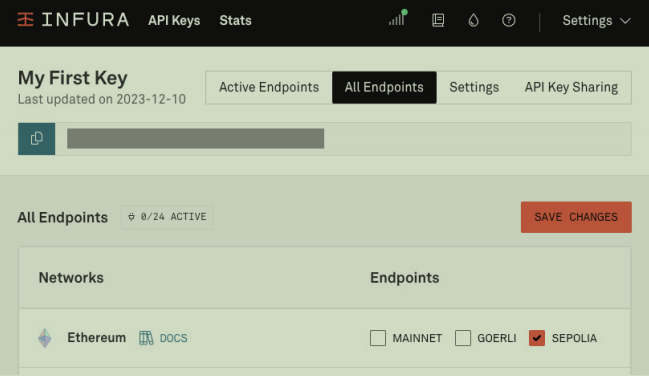 INFURA API Keys Stats Settings
My First Key
Last updated on 2023-12-10
Active Endpoints All Endpoints Settings API Key Sharing
All Endpoints 0/24 ACTIVE SAVE CHANGES
Networks Endpoints
Ethereum DOCS MAINNET GOERLI SEPOLIA